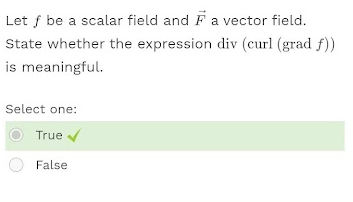 Let f be a scalar field and F⃗ a vector field.
State whether the expression div (curl (grad f))
is meaningful.
Select one:
True
False